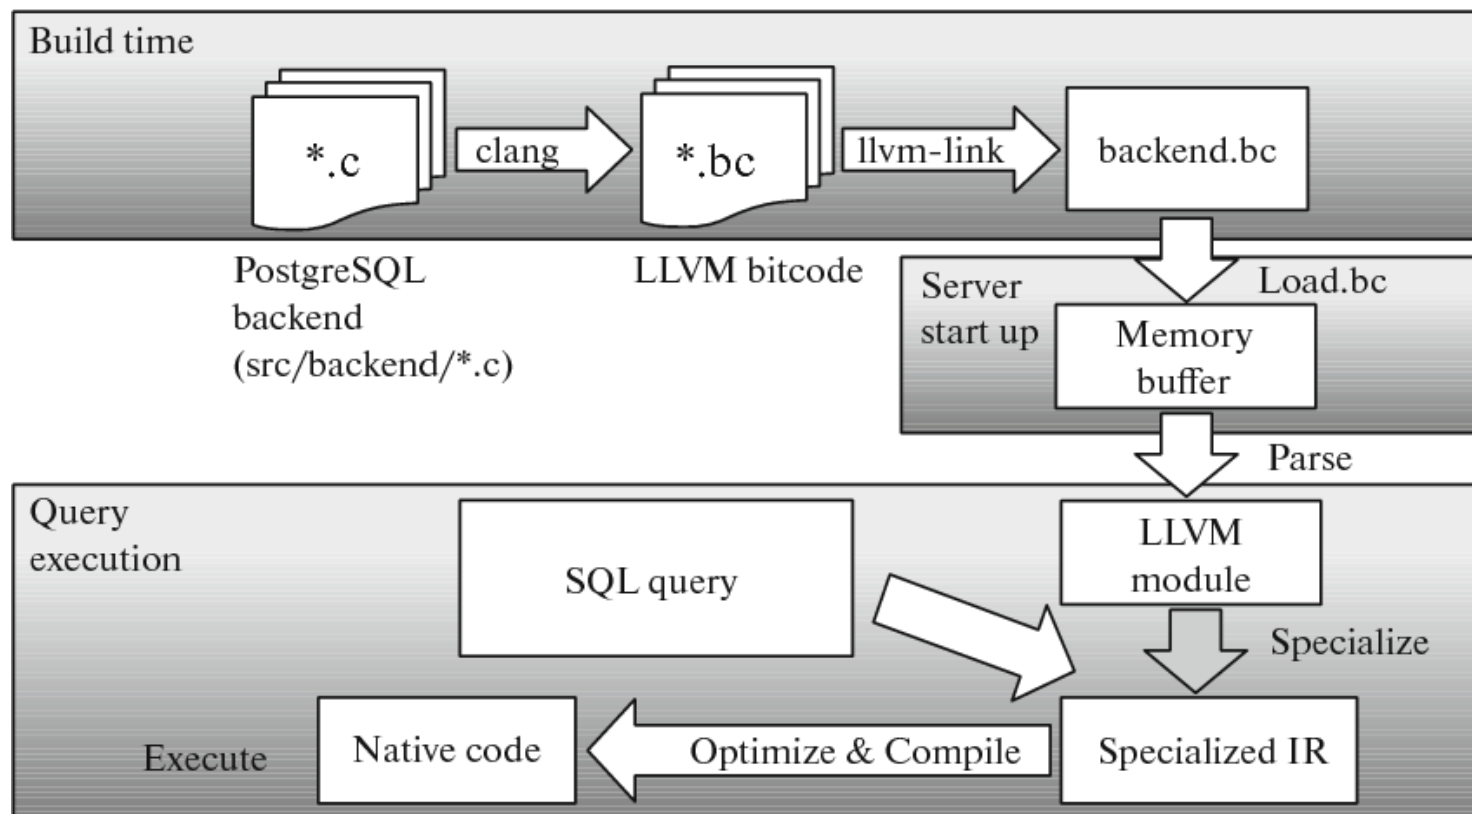 Build time
*.c
clang
*.bc
llvm-link
backend.bc
PostgreSQL
backend
(src/backend/*.c)
LLVM bitcode
Server
start up
Load.bc
Memory
buffer
Parse
Query
execution
SQL query
LLVM
module
Specialize
Execute
Native code
Optimize & Compile
Specialized IR